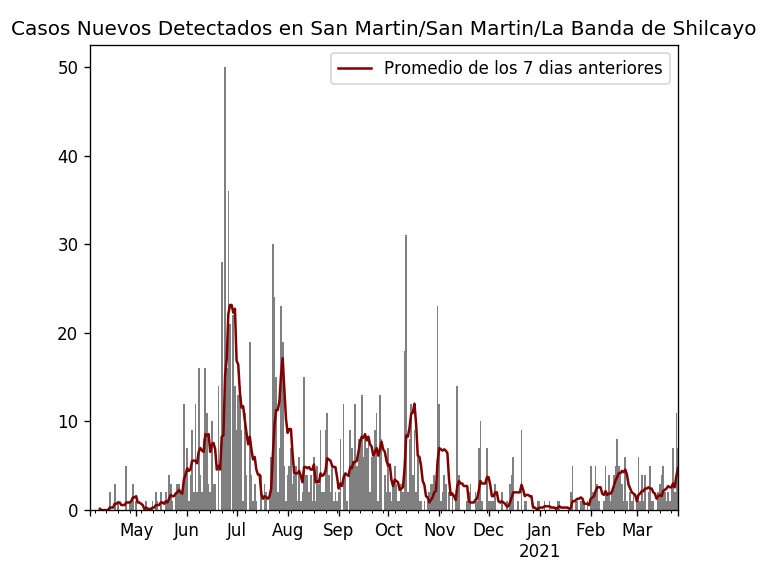 Casos Nuevos Detectados en San Martin/San Martin/La Banda de Shilcayo
Promedio de los 7 dias anteriores
50
40
30
20
10
0
May Jun Jul Aug Sep Oct Nov Dec Jan Feb Mar
2021